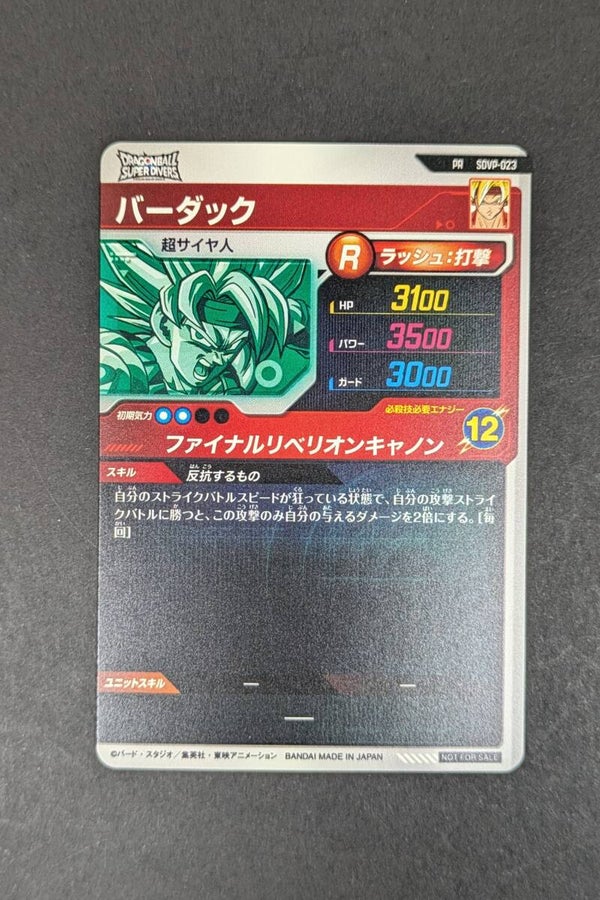 DRAGONBALL
SUPER DIVERS
PR SDVP-023
バーダック
超サイヤ人
R ラッシュ:打撃
HP 3100
パワー 3500
ガード 3000
初期気力
必殺技必要エナジー
12
ファイナルリベリオンキャノン
スキル 反抗するもの
自分のストライクバトルスピードが狂っている状態で、自分の攻撃ストライ
クバトルに勝つと、この攻撃のみ自分の与えるダメージを2倍にする。[毎
回]
ユニットスキル
©バード・スタジオ/集英社・東映アニメーション BANDAI MADE IN JAPAN
NOT FOR SALE